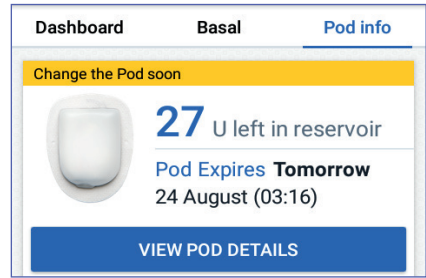 Dashboard Basal Pod info
Change the Pod soon
27 U left in reservoir
Pod Expires Tomorrow
24 August (03:16)
VIEW POD DETAILS